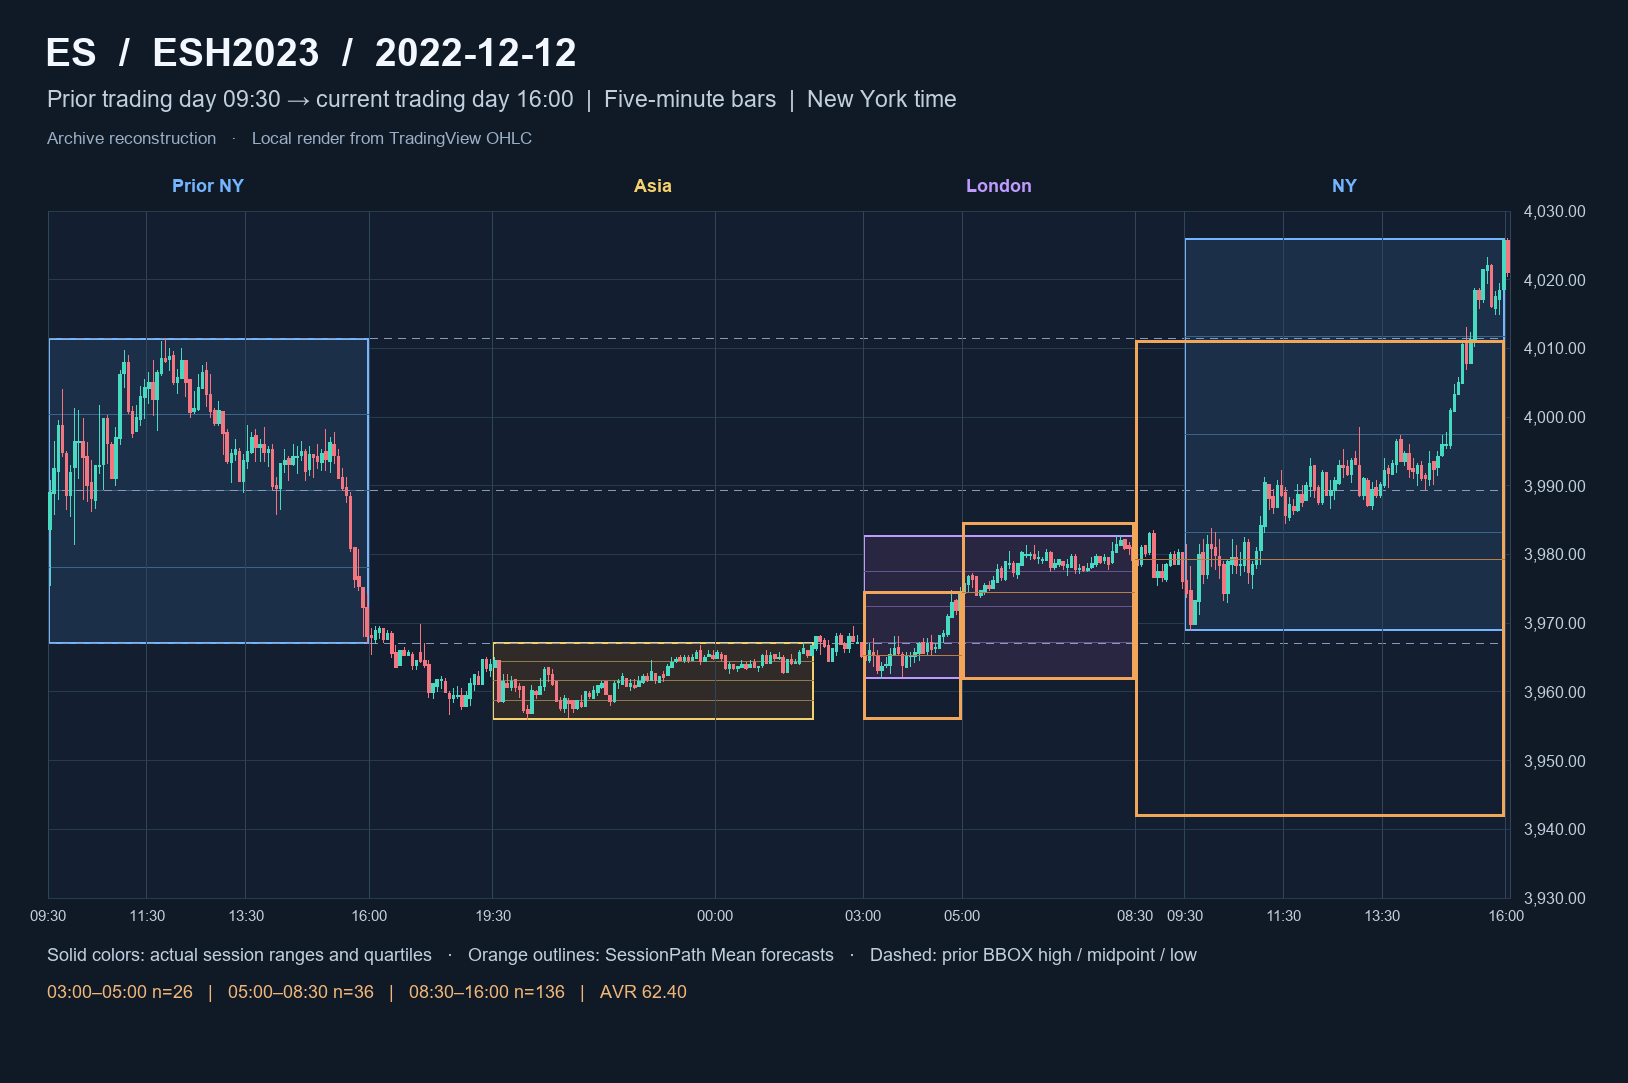 ES / ESH2023 / 2022-12-12
Prior trading day 09:30 → current trading day 16:00 | Five-minute bars | New York time
Archive reconstruction · Local render from TradingView OHLC
Prior NY Asia London NY
4,030.00
4,020.00
4,010.00
4,000.00
3,990.00
3,980.00
3,970.00
3,960.00
3,950.00
3,940.00
3,930.00
09:30 11:30 13:30 16:00 19:30 00:00 03:00 05:00 08:30 09:30 11:30 13:30 16:00
Solid colors: actual session ranges and quartiles · Orange outlines: SessionPath Mean forecasts · Dashed: prior BBOX high / midpoint / low
03:00–05:00 n=26 | 05:00–08:30 n=36 | 08:30–16:00 n=136 | AVR 62.40